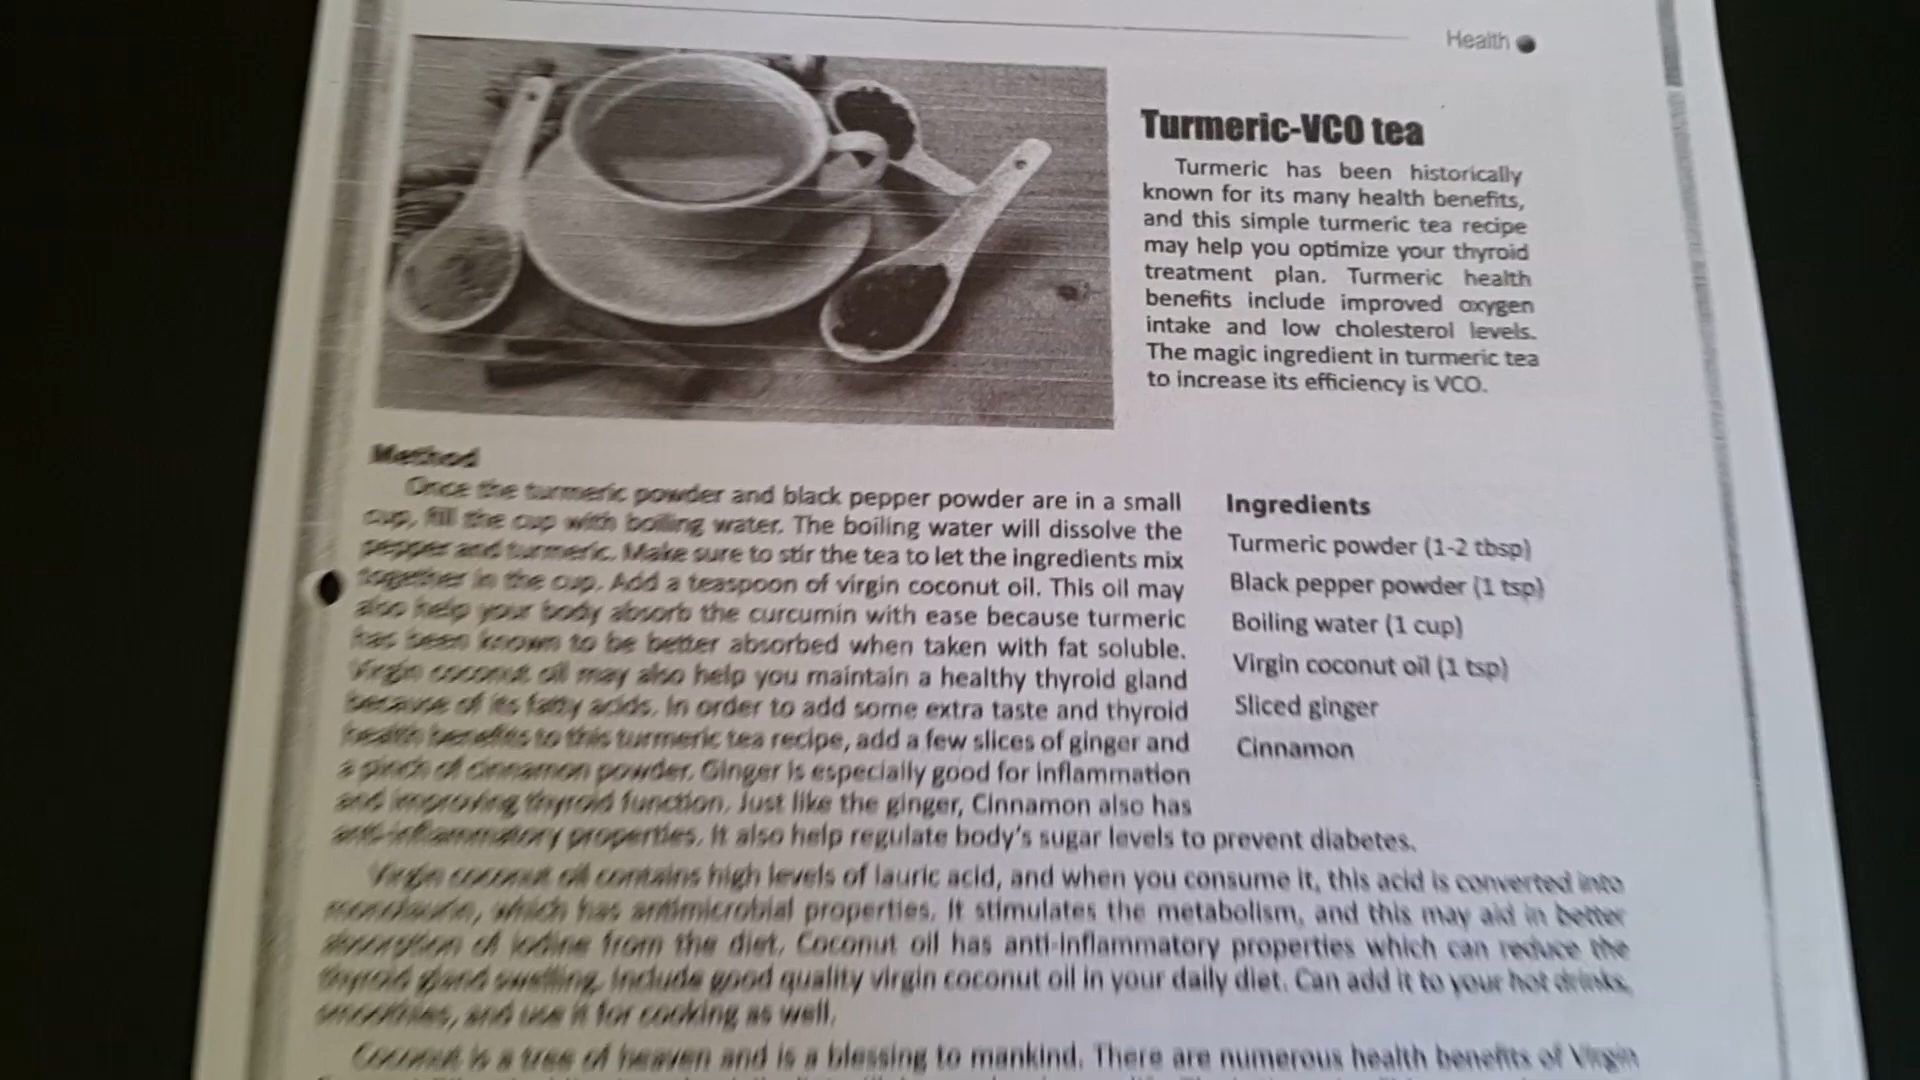 Health
Turmeric-VCO tea
Turmeric has been historically
known for its many health benefits,
and this simple turmeric tea recipe
may help you optimize your thyroid
treatment plan. Turmeric health
benefits include improved oxygen
intake and low cholesterol levels.
The magic ingredient in turmeric tea
to increase its efficiency is VCO.
Method
Once the turmeric powder and black pepper powder are in a small
cup, fill the cup with boiling water. The boiling water will dissolve the
pepper and turmeric. Make sure to stir the tea to let the ingredients mix
together in the cup. Add a teaspoon of virgin coconut oil. This oil may
also help your body absorb the curcumin with ease because turmeric
has been known to be better absorbed when taken with fat soluble.
Virgin coconut oil may also help you maintain a healthy thyroid gland
because of its fatty acids. In order to add some extra taste and thyroid
health benefits to this turmeric tea recipe, add a few slices of ginger and
a pinch of cinnamon powder. Ginger is especially good for inflammation
and improving thyroid function. Just like the ginger, Cinnamon also has
anti-inflammatory properties. It also help regulate body's sugar levels to prevent diabetes.
Ingredients
Turmeric powder (1-2 tbsp)
Black pepper powder (1 tsp)
Boiling water (1 cup)
Virgin coconut oil (1 tsp)
Sliced ginger
Cinnamon
Virgin coconut oil contains high levels of lauric acid, and when you consume it, this acid is converted into
monolaurin, which has antimicrobial properties. It stimulates the metabolism, and this may aid in better
absorption of iodine from the diet. Coconut oil has anti-inflammatory properties which can reduce the
thyroid gland swelling. Include good quality virgin coconut oil in your daily diet. Can add it to your hot drinks,
smoothies, and use it for cooking as well.
Coconut is a tree of heaven and is a blessing to mankind. There are numerous health benefits of Virgin